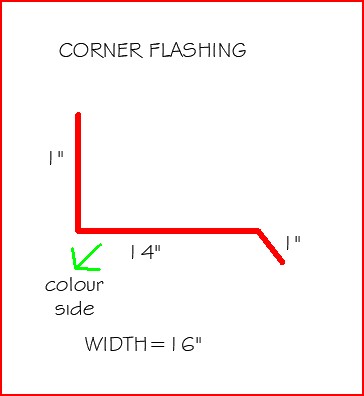 CORNER FLASHING
1"
1"
14"
colour
side
WIDTH = 16"